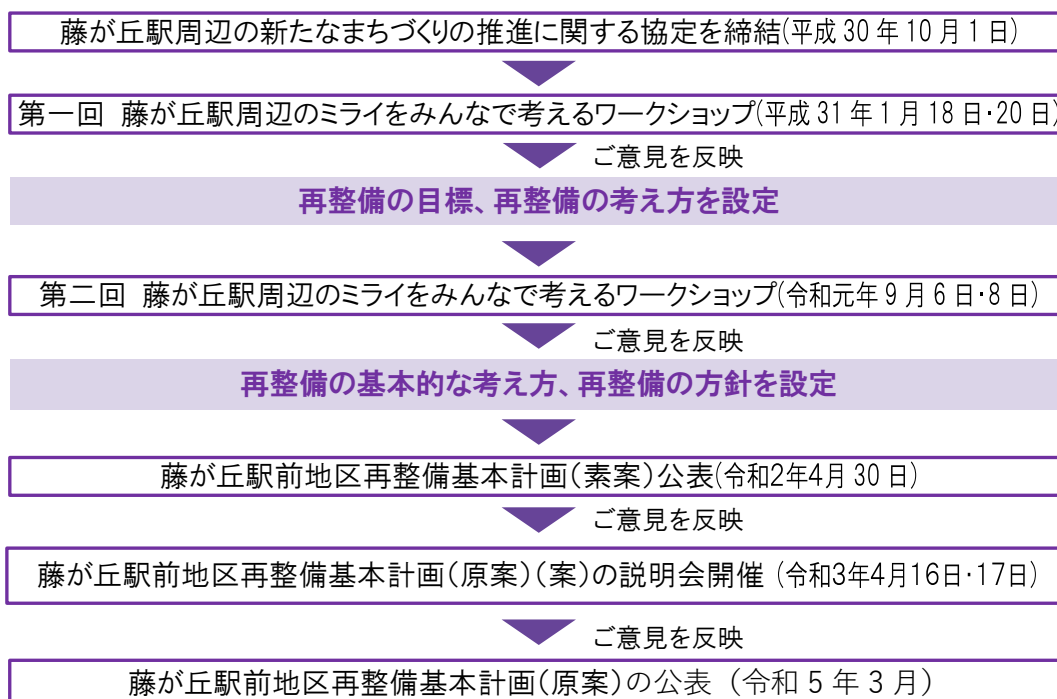 藤が丘駅周辺の新たなまちづくりの推進に関する協定を締結(平成30年10月1日)
第一回 藤が丘駅周辺のミライをみんなで考えるワークショップ(平成31年1月18日・20日)
ご意見を反映
再整備の目標、再整備の考え方を設定
第二回 藤が丘駅周辺のミライをみんなで考えるワークショップ(令和元年9月6日・8日)
ご意見を反映
再整備の基本的な考え方、再整備の方針を設定
藤が丘駅前地区再整備基本計画(素案)公表(令和2年4月30日)
ご意見を反映
藤が丘駅前地区再整備基本計画(原案)(案)の説明会開催 (令和3年4月16日・17日)
ご意見を反映
藤が丘駅前地区再整備基本計画(原案)の公表 (令和5年3月)